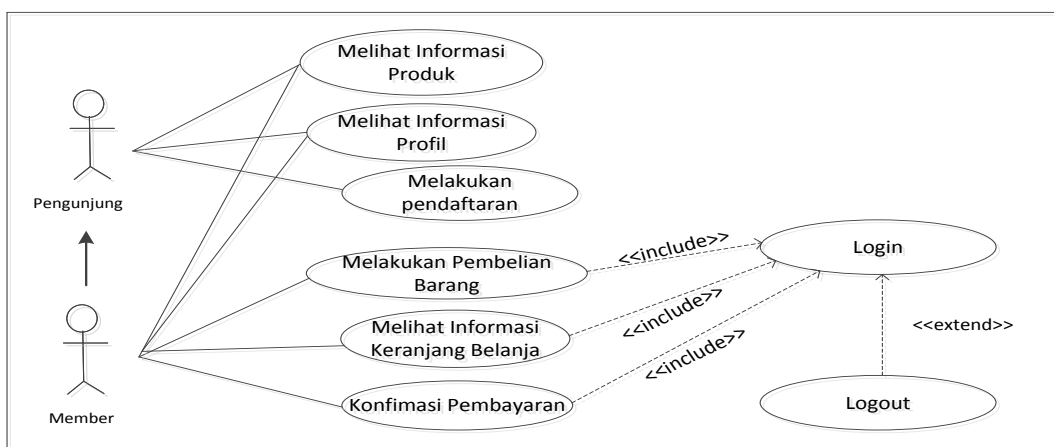 Melihat Informasi
Produk
Melihat Informasi
Profil
Melakukan
pendaftaran
Pengunjung
Melakukan Pembelian
Barang
<<include>>
Login
Melihat Informasi
Keranjang Belanja
<<include>>
<<extend>>
Konfimasi Pembayaran
<<include>>
Logout
Member